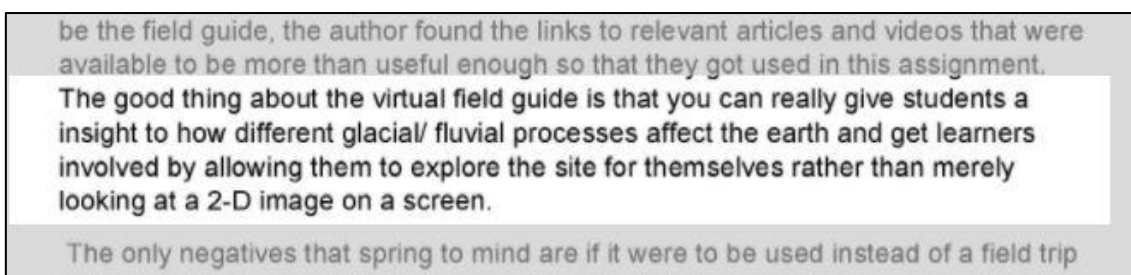 be the field guide, the author found the links to relevant articles and videos that were
available to be more than useful enough so that they got used in this assignment.
The good thing about the virtual field guide is that you can really give students a
insight to how different glacial/ fluvial processes affect the earth and get learners
involved by allowing them to explore the site for themselves rather than merely
looking at a 2-D image on a screen.
The only negatives that spring to mind are if it were to be used instead of a field trip